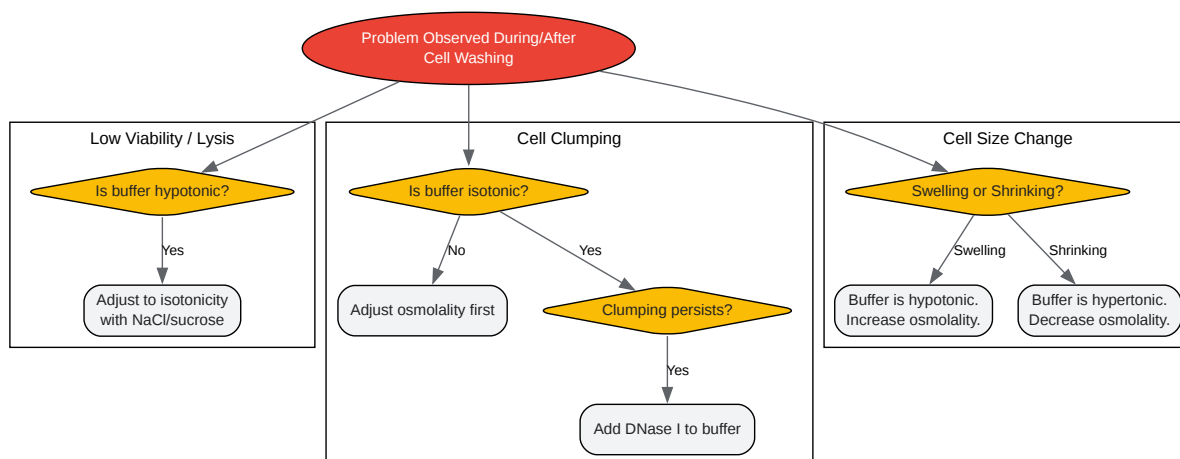 Problem Observed During/After
Cell Washing
Low Viability / Lysis
Is buffer hypotonic?
Yes
Adjust to isotonicity
with NaCl/sucrose
Cell Clumping
Is buffer isotonic?
No
Yes
Adjust osmolality first
Clumping persists?
Yes
Add DNase I to buffer
Cell Size Change
Swelling or Shrinking?
Swelling
Shrinking
Buffer is hypotonic.
Increase osmolality.
Buffer is hypertonic.
Decrease osmolality.